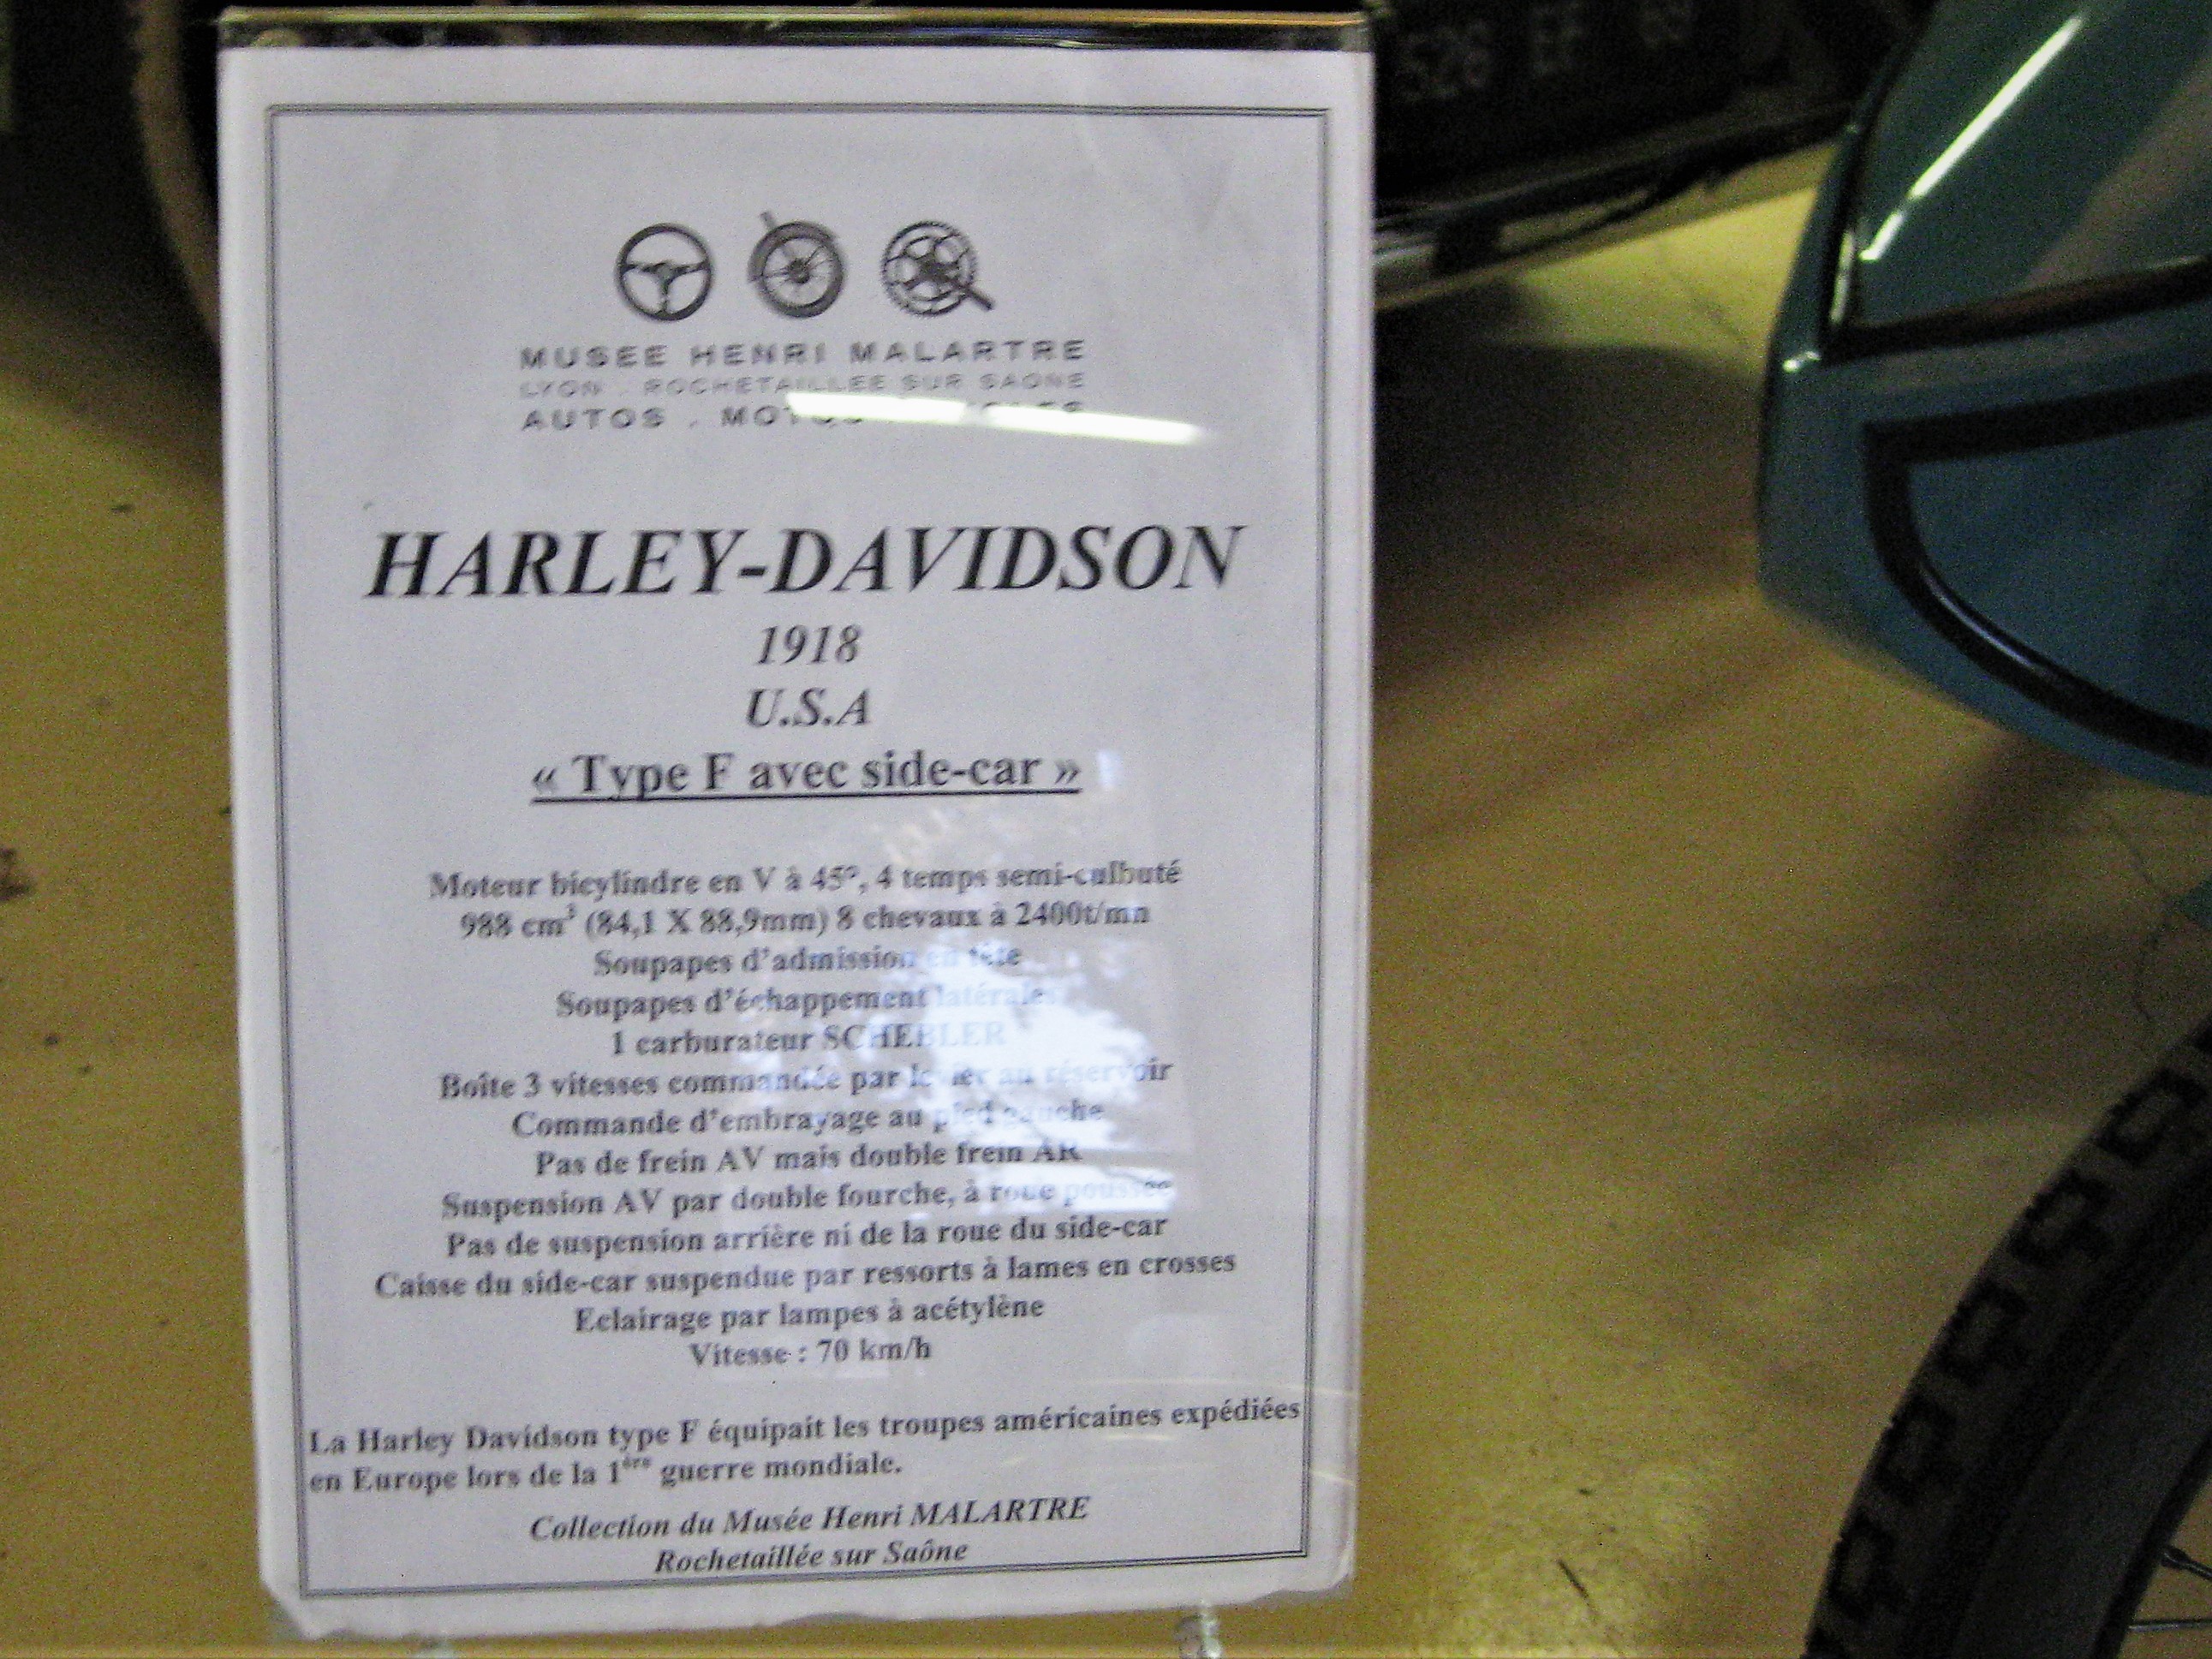 MUSEE HENRI MALARTRE
LYON . ROCHETAILLEE SUR SAONE
AUTOS . MOTOS
HARLEY-DAVIDSON
1918
U.S.A
« Type F avec side-car »
Moteur bicylindre en V à 45°, 4 temps semi-culbuté
988 cm³ (84,1 X 88,9mm) 8 chevaux à 2400t/mn
Soupapes d'admission en tête
Soupapes d'échappement latérales
1 carburateur SCHEBLER
Boîte 3 vitesses commandée par levier au réservoir
Commande d'embrayage au pied gauche
Pas de frein AV mais double frein AR
Suspension AV par double fourche, à roue poussée
Pas de suspension arrière ni de la roue du side-car
Caisse du side-car suspendue par ressorts à lames en crosses
Eclairage par lampes à acétylène
Vitesse : 70 km/h
La Harley Davidson type F équipait les troupes américaines expédiées
en Europe lors de la 1ère guerre mondiale.
Collection du Musée Henri MALARTRE
Rochetaillée sur Saône